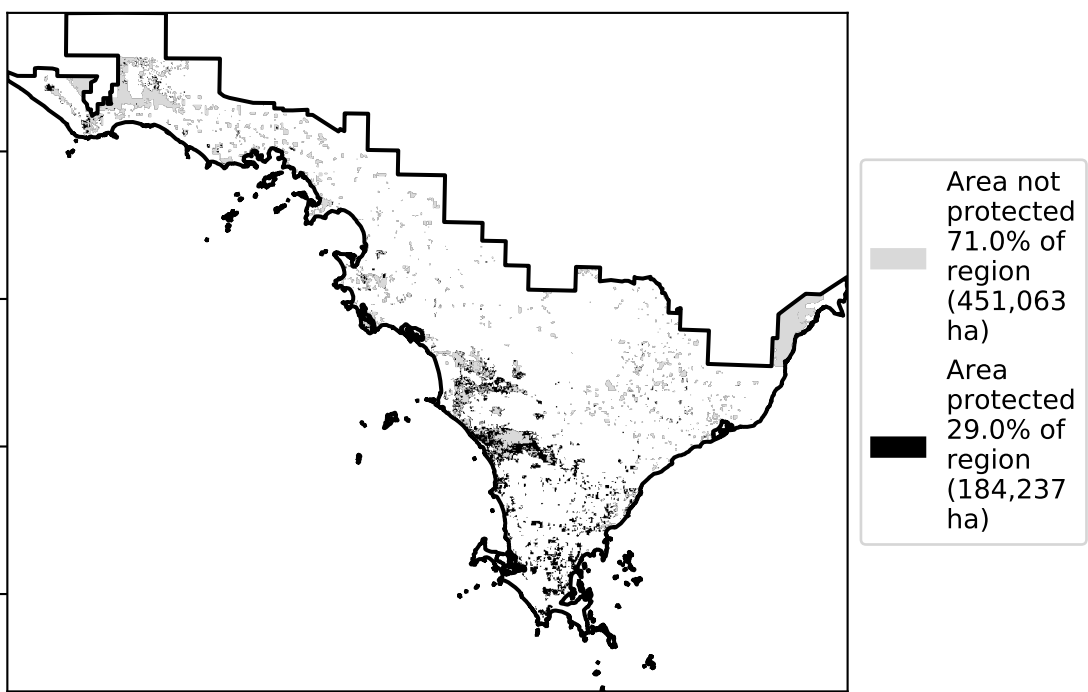 Area not
protected
71.0% of
region
(451,063
ha)
Area
protected
29.0% of
region
(184,237
ha)